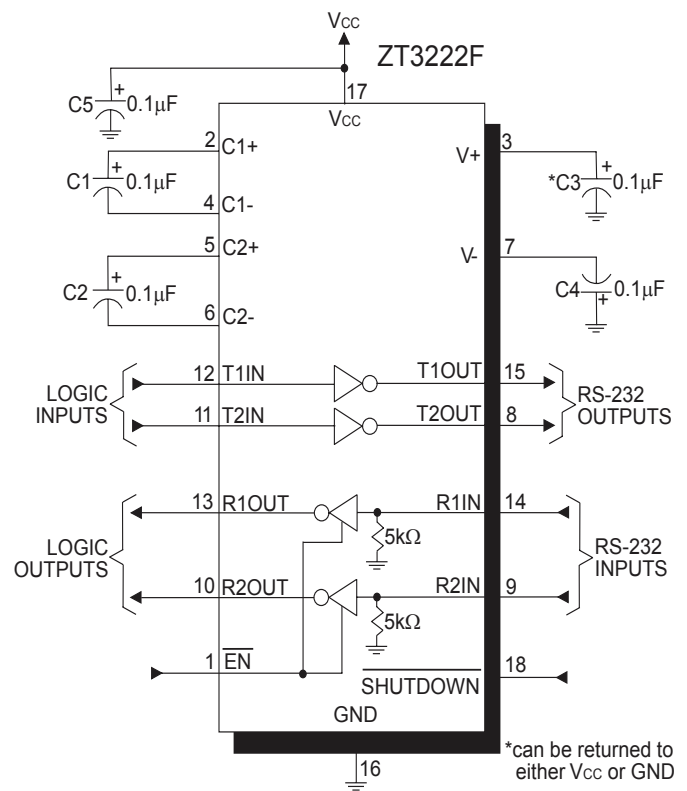 Vcc
ZT3222F
17
Vcc
C5
+
0.1µF
2
C1+
C1
+
0.1µF
4
C1-
5
C2+
C2
+
0.1µF
6
C2-
3
V+
*C3
+
0.1µF
7
V-
C4
+
0.1µF
LOGIC
INPUTS
12
T1IN
T1OUT
15
11
T2IN
T2OUT
8
RS-232
OUTPUTS
LOGIC
OUTPUTS
13
R1OUT
R1IN
14
5kΩ
10
R2OUT
R2IN
9
5kΩ
RS-232
INPUTS
1
EN
SHUTDOWN
18
GND
16
*can be returned to
either Vcc or GND